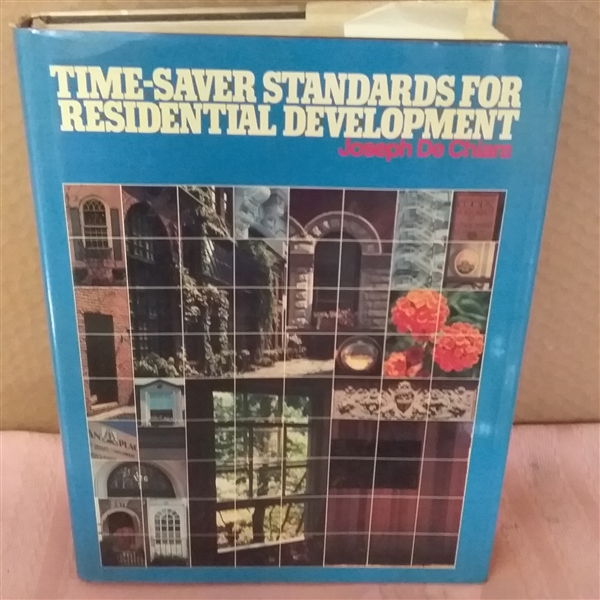 TIME-SAVER STANDARDS FOR
RESIDENTIAL DEVELOPMENT
Joseph De Chiara